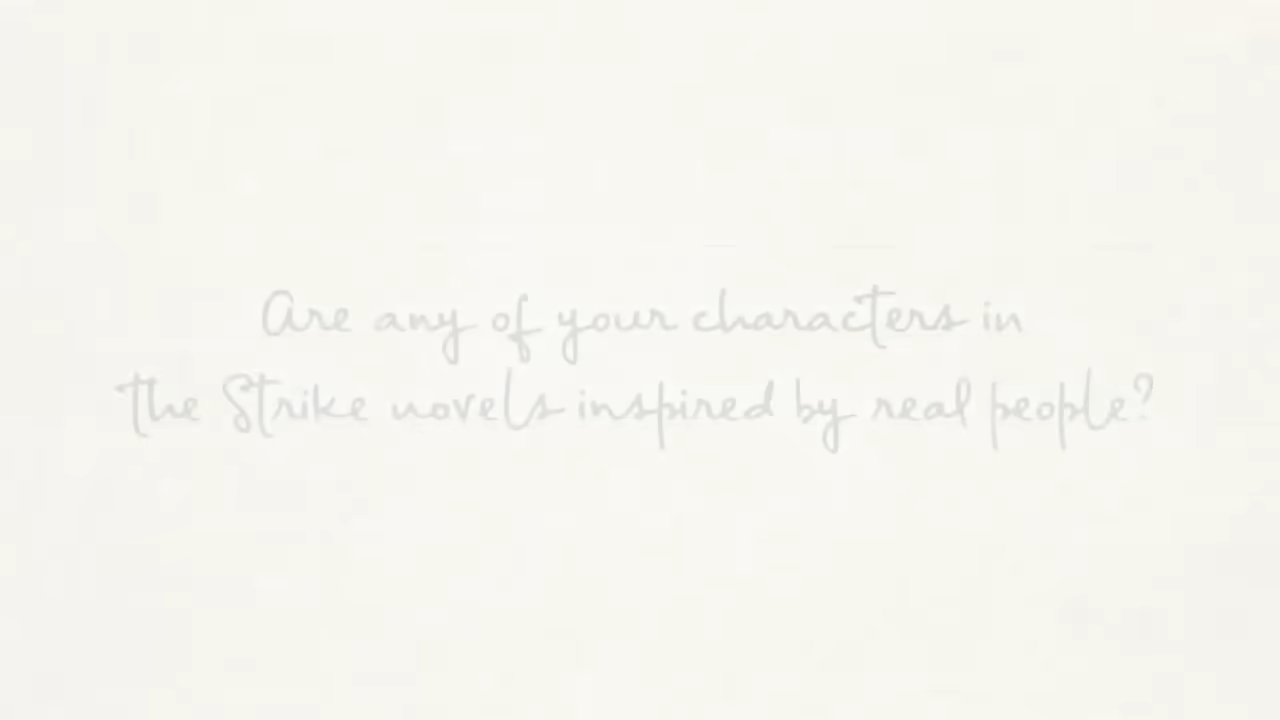 Are any of your characters in
the Strike novels inspired by real people?